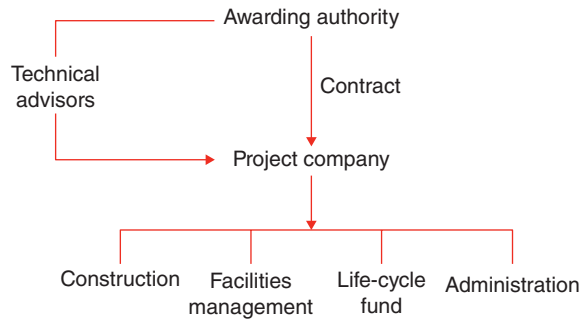 Awarding authority
Technical
advisors
Contract
Project company
Construction
Facilities
management
Life-cycle
fund
Administration